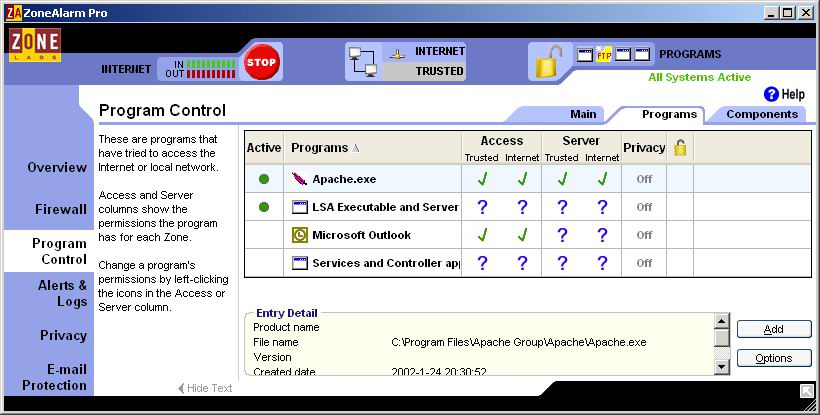 ZA ZoneAlarm Pro
ZONE
LABS
INTERNET
IN
OUT
STOP
INTERNET
TRUSTED
FTP
PROGRAMS
All Systems Active
? Help
Program Control
Main
Programs
Components
Overview
Firewall
Program
Control
Alerts &
Logs
Privacy
E-mail
Protection
These are programs that
have tried to access the
Internet or local network.
Access and Server
columns show the
permissions the program
has for each Zone.
Change a program's
permissions by left-clicking
the icons in the Access or
Server column.
Hide Text
Active Programs Access Server Privacy
Trusted Internet Trusted Internet
Apache.exe Off
LSA Executable and Server ? ? ? ? Off
Microsoft Outlook ? ? Off
Services and Controller app ? ? ? ? Off
Entry Detail
Product name
File name C:\Program Files\Apache Group\Apache\Apache.exe
Version
Created date 2002-1-24 20:30:52
Add
Options